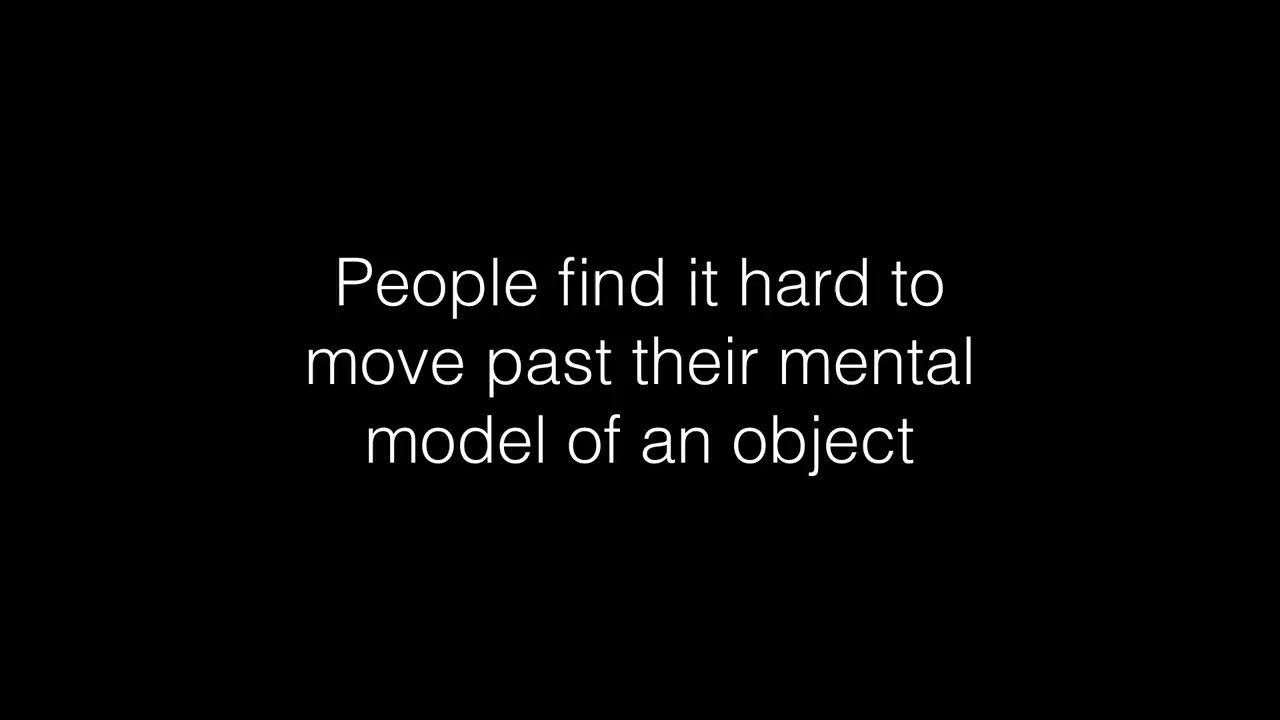 People find it hard to
move past their mental
model of an object